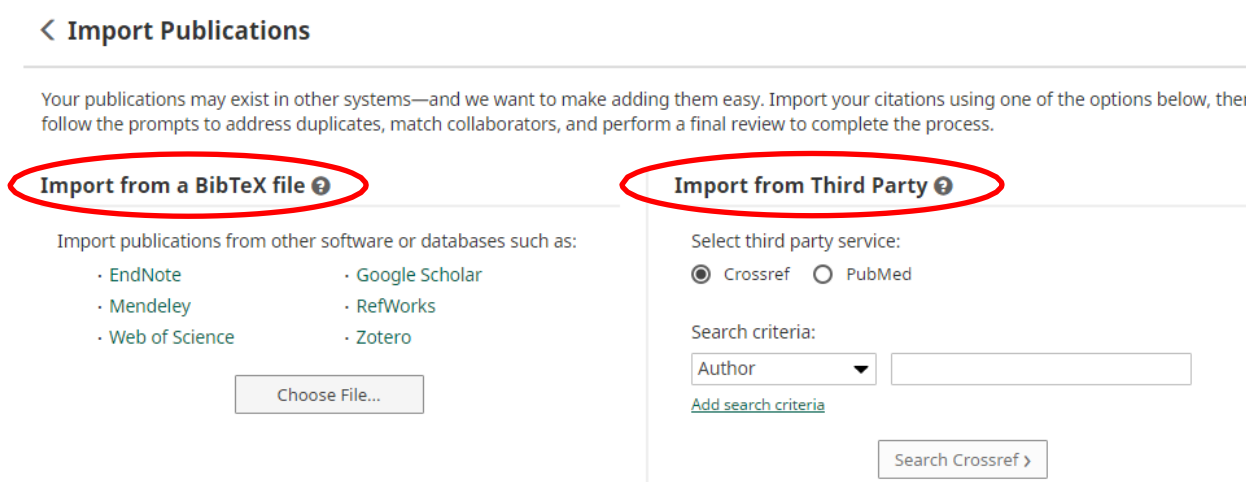 Import Publications
Your publications may exist in other systems—and we want to make adding them easy. Import your citations using one of the options below,
follow the prompts to address duplicates, match collaborators, and perform a final review to complete the process.
Import from a BibTeX file
Import publications from other software or databases such as:
· EndNote
· Mendeley
· Web of Science
· Google Scholar
· RefWorks
· Zotero
Choose File...
Import from Third Party
Select third party service:
Crossref PubMed
Search criteria:
Author
Add search criteria
Search Crossref ›